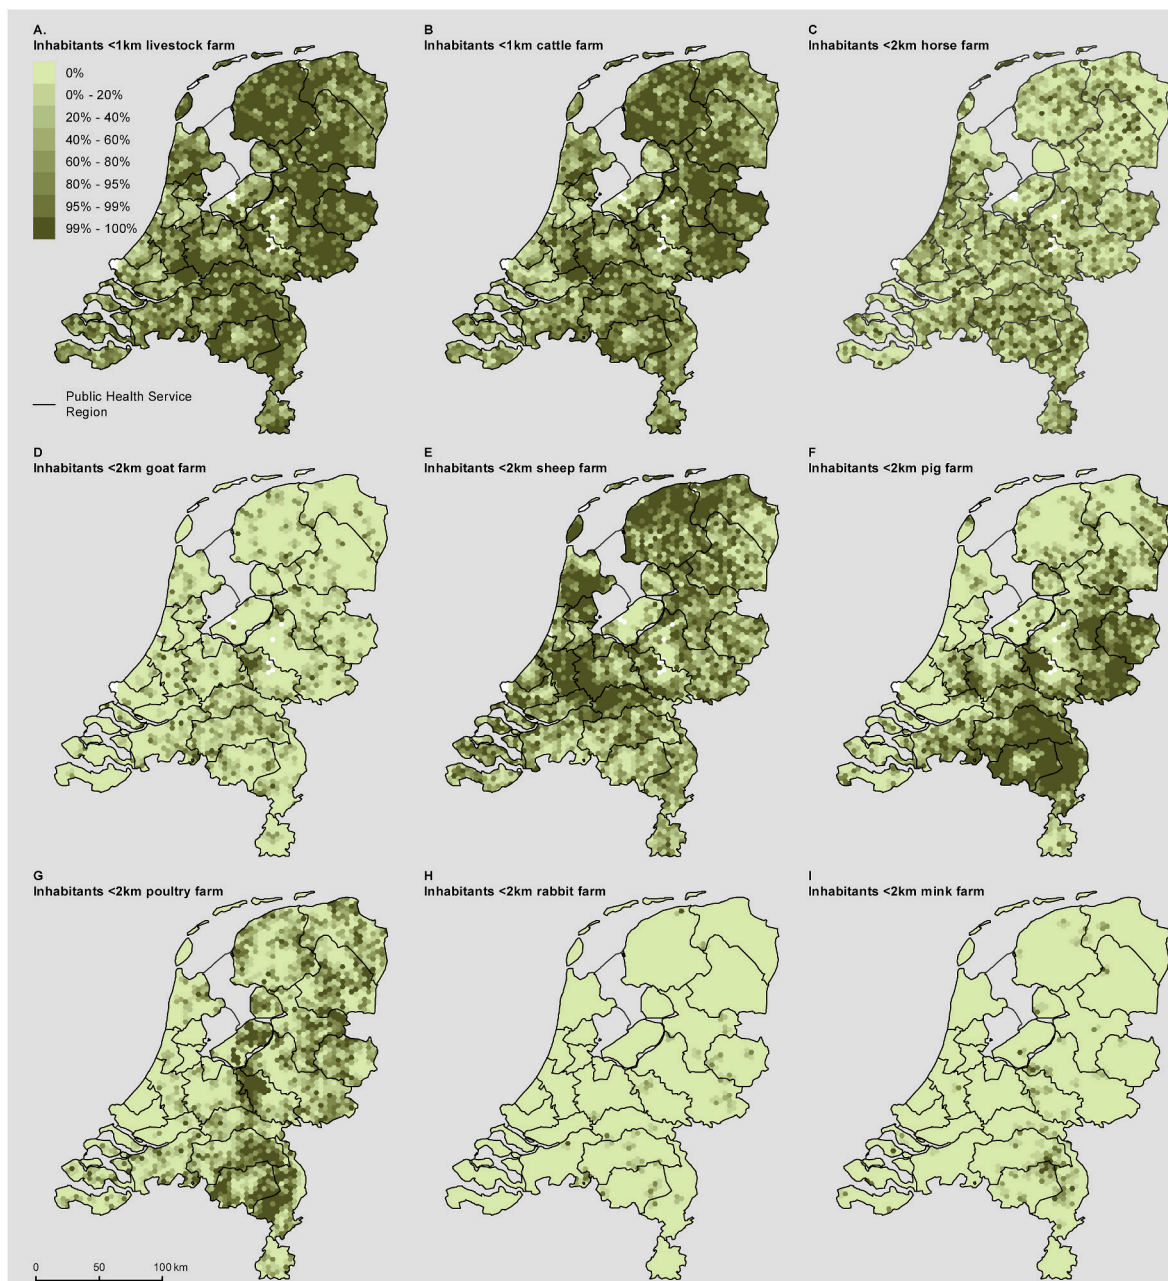 A.
Inhabitants <1km livestock farm
0%
0% - 20%
20% - 40%
40% - 60%
60% - 80%
80% - 95%
95% - 99%
99% - 100%
Public Health Service
Region
B
Inhabitants <1km cattle farm
C
Inhabitants <2km horse farm
D
Inhabitants <2km goat farm
E
Inhabitants <2km sheep farm
F
Inhabitants <2km pig farm
G
Inhabitants <2km poultry farm
0 50 100 km
H
Inhabitants <2km rabbit farm
I
Inhabitants <2km mink farm